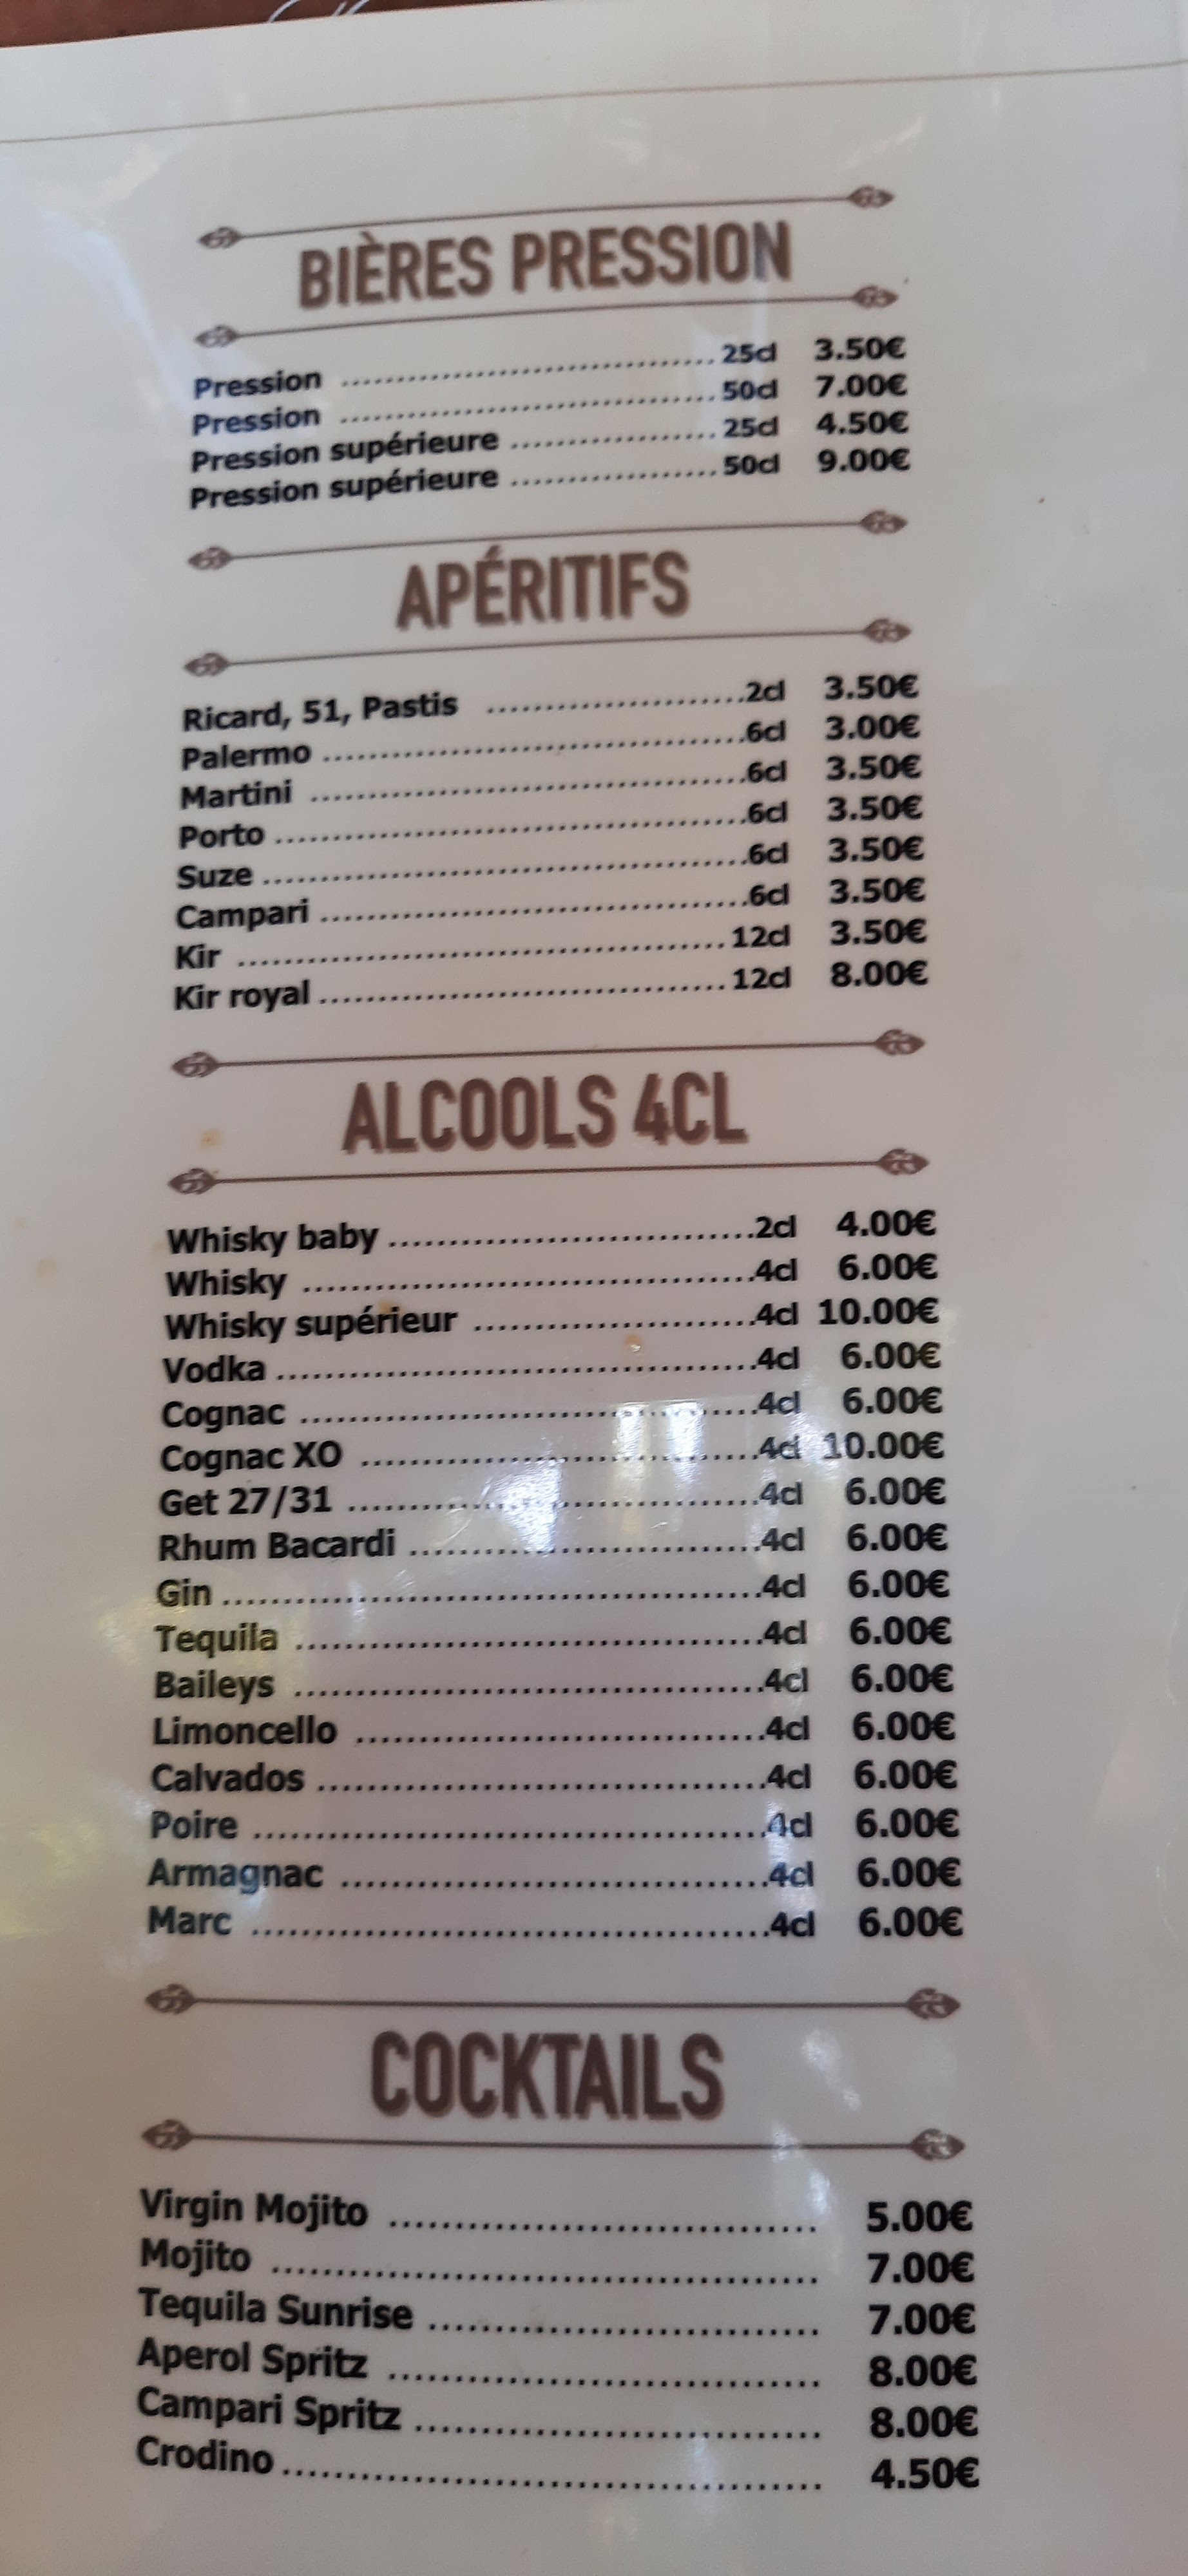 BIÈRES PRESSION
Pression ........................................ 25cl 3.50€
Pression ........................................ 50cl 7.00€
Pression supérieure ...................... 25cl 4.50€
Pression supérieure ...................... 50cl 9.00€
APÉRITIFS
Ricard, 51, Pastis ........................2cl 3.50€
Palermo ........................................6cl 3.00€
Martini ..........................................6cl 3.50€
Porto .............................................6cl 3.50€
Suze ..............................................6cl 3.50€
Campari ........................................6cl 3.50€
Kir ............................................... 12cl 3.50€
Kir royal ....................................... 12cl 8.00€
ALCOOLS 4CL
Whisky baby ................................2cl 4.00€
Whisky .........................................4cl 6.00€
Whisky supérieur .........................4cl 10.00€
Vodka ...........................................4cl 6.00€
Cognac .........................................4cl 6.00€
Cognac XO ...................................4cl 10.00€
Get 27/31 .....................................4cl 6.00€
Rhum Bacardi ..............................4cl 6.00€
Gin ...............................................4cl 6.00€
Tequila .........................................4cl 6.00€
Baileys .........................................4cl 6.00€
Limoncello ...................................4cl 6.00€
Calvados ......................................4cl 6.00€
Poire ............................................4cl 6.00€
Armagnac ....................................4cl 6.00€
Marc ............................................4cl 6.00€
COCKTAILS
Virgin Mojito ................................. 5.00€
Mojito .......................................... 7.00€
Tequila Sunrise .............................. 7.00€
Aperol Spritz ................................. 8.00€
Campari Spritz ............................... 8.00€
Crodino ......................................... 4.50€